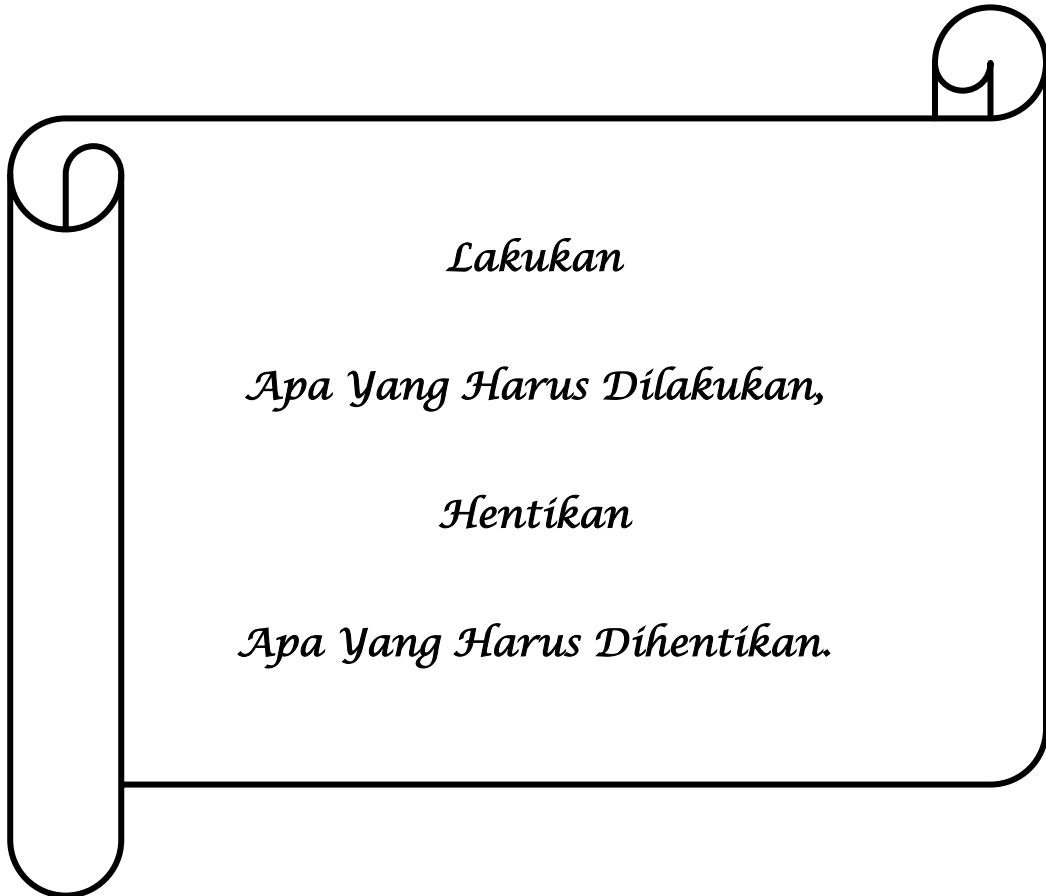 Lakukan
Apa Yang Harus Dilakukan,
Hentikan
Apa Yang Harus Dihentikan.